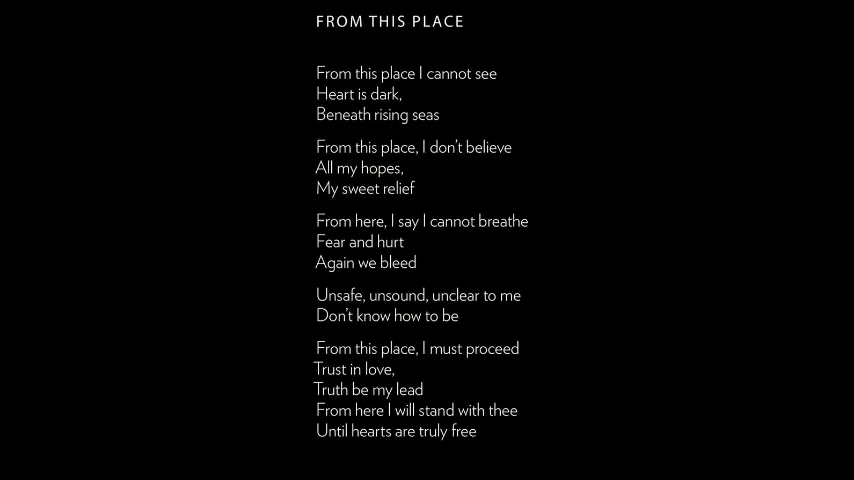 FROM THIS PLACE
From this place I cannot see
Heart is dark,
Beneath rising seas
From this place, I don't believe
All my hopes,
My sweet relief
From here, I say I cannot breathe
Fear and hurt
Again we bleed
Unsafe, unsound, unclear to me
Don't know how to be
From this place, I must proceed
Trust in love,
Truth be my lead
From here I will stand with thee
Until hearts are truly free